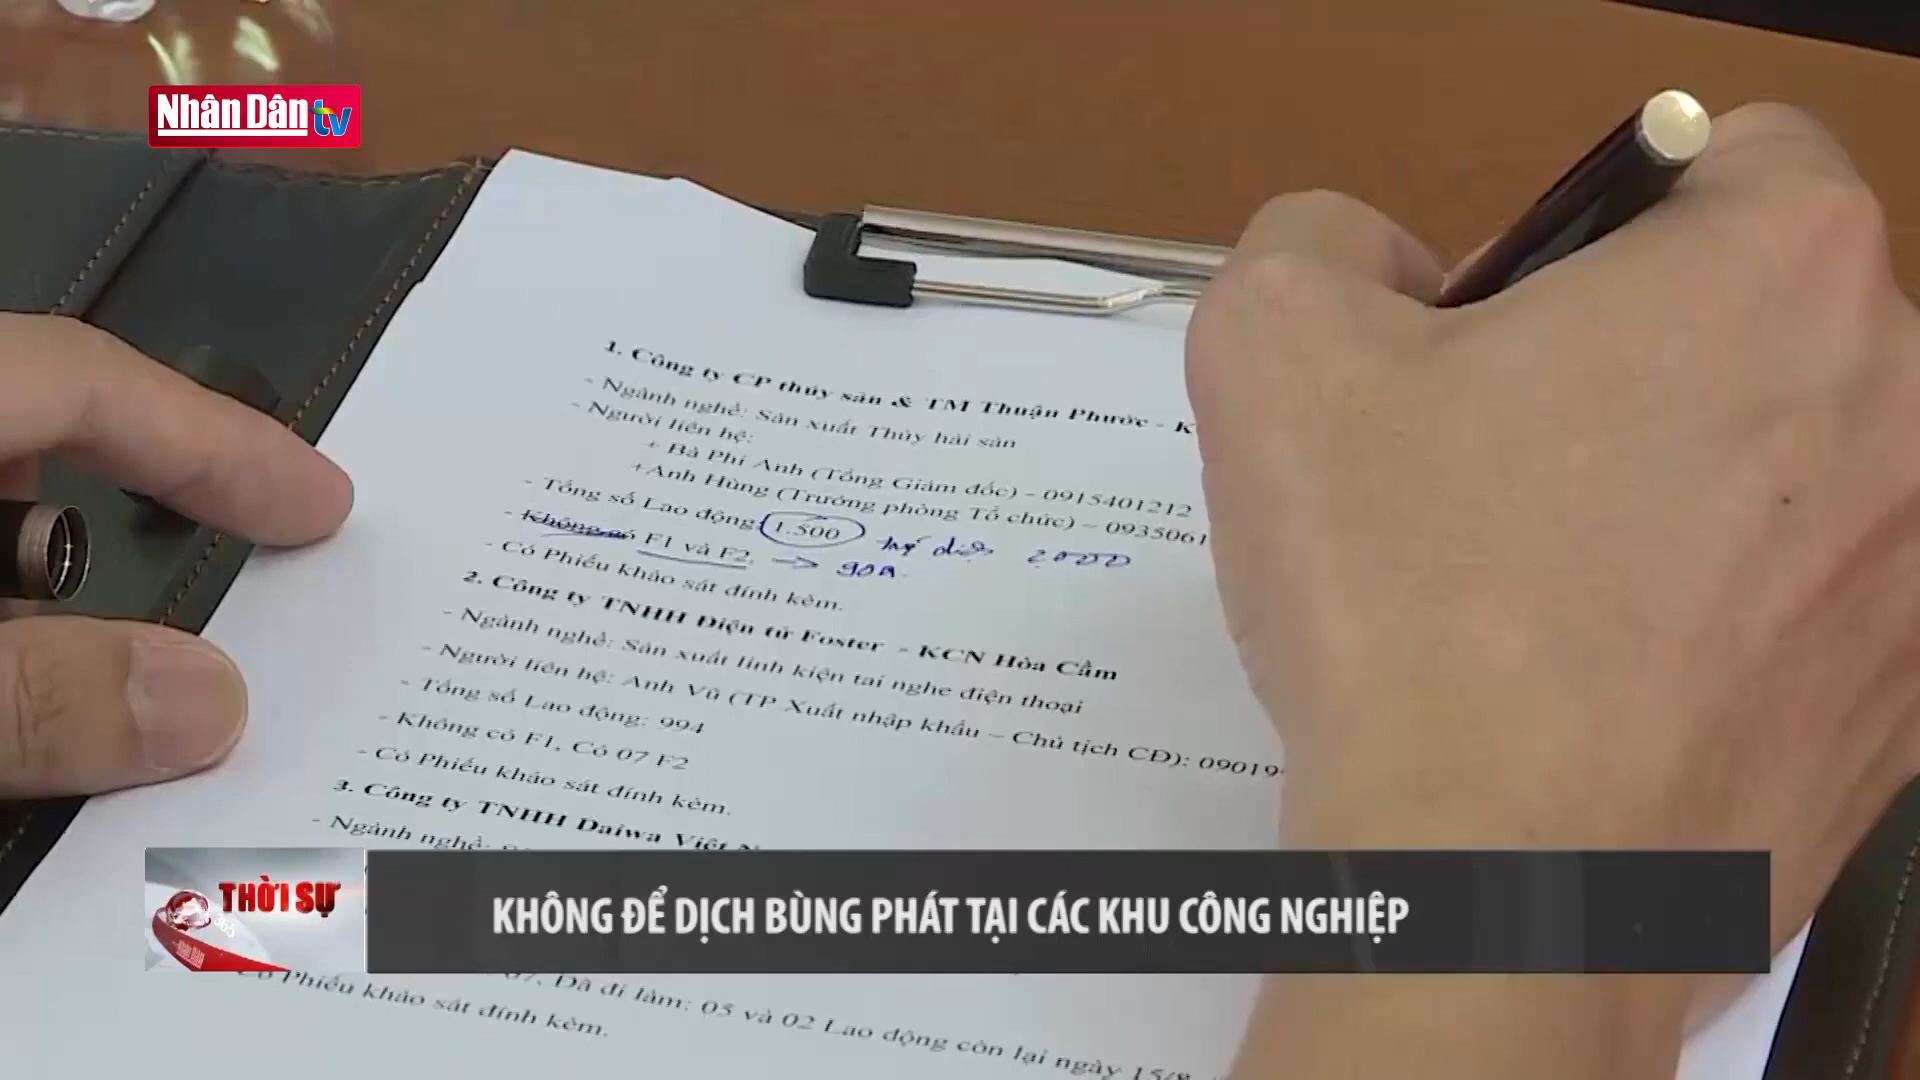 Nhân Dân tv
1. Công ty CP thủy sản & TM Thuận Phước - K
- Ngành nghề: Sản xuất Thủy hải sản
- Người liên hệ:
+ Bà Phí Anh (Tổng Giám đốc) - 0915401212
+Anh Hùng (Trưởng phòng Tổ chức) – 0935061
- Tổng số Lao động: 1.500
- Không có F1 và F2.
- Có Phiếu khảo sát đính kèm.
2. Công ty TNHH Điện tử Foster - KCN Hòa Cầm
- Ngành nghề: Sản xuất linh kiện tai nghe điện thoại
- Người liên hệ: Anh Vũ (TP Xuất nhập khẩu – Chủ tịch CĐ): 09019
- Tổng số Lao động: 994
- Không có F1, Có 07 F2
- Có Phiếu khảo sát đính kèm.
3. Công ty TNHH Daiwa Việt N
- Ngành nghề:
THỜI SỰ
365
KHÔNG ĐỂ DỊCH BÙNG PHÁT TẠI CÁC KHU CÔNG NGHIỆP
07, Đã đi làm: 05 và 02 Lao động còn lại ngày 15/8
Có Phiếu khảo sát đính kèm.